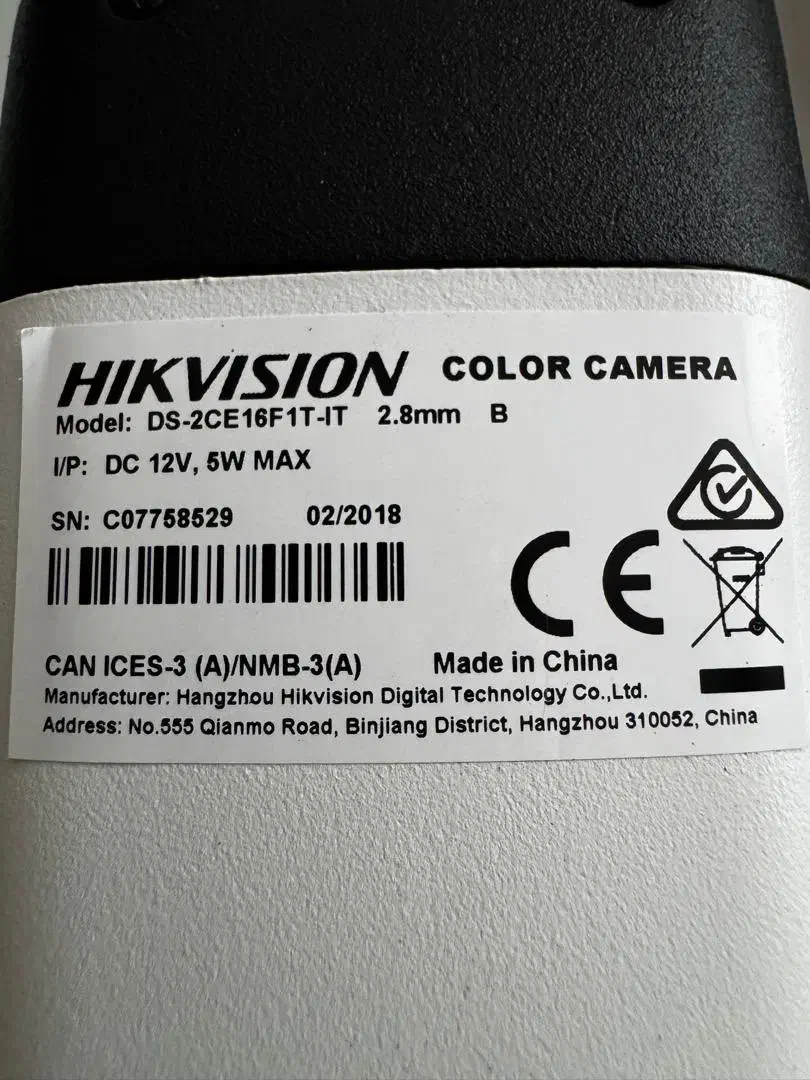 HIKVISION COLOR CAMERA
Model: DS-2CE16F1T-IT 2.8mm B
I/P: DC 12V, 5W MAX
SN: C07758529 02/2018
CE
CAN ICES-3 (A)/NMB-3(A) Made in China
Manufacturer: Hangzhou Hikvision Digital Technology Co.,Ltd.
Address: No.555 Qianmo Road, Binjiang District, Hangzhou 310052, China